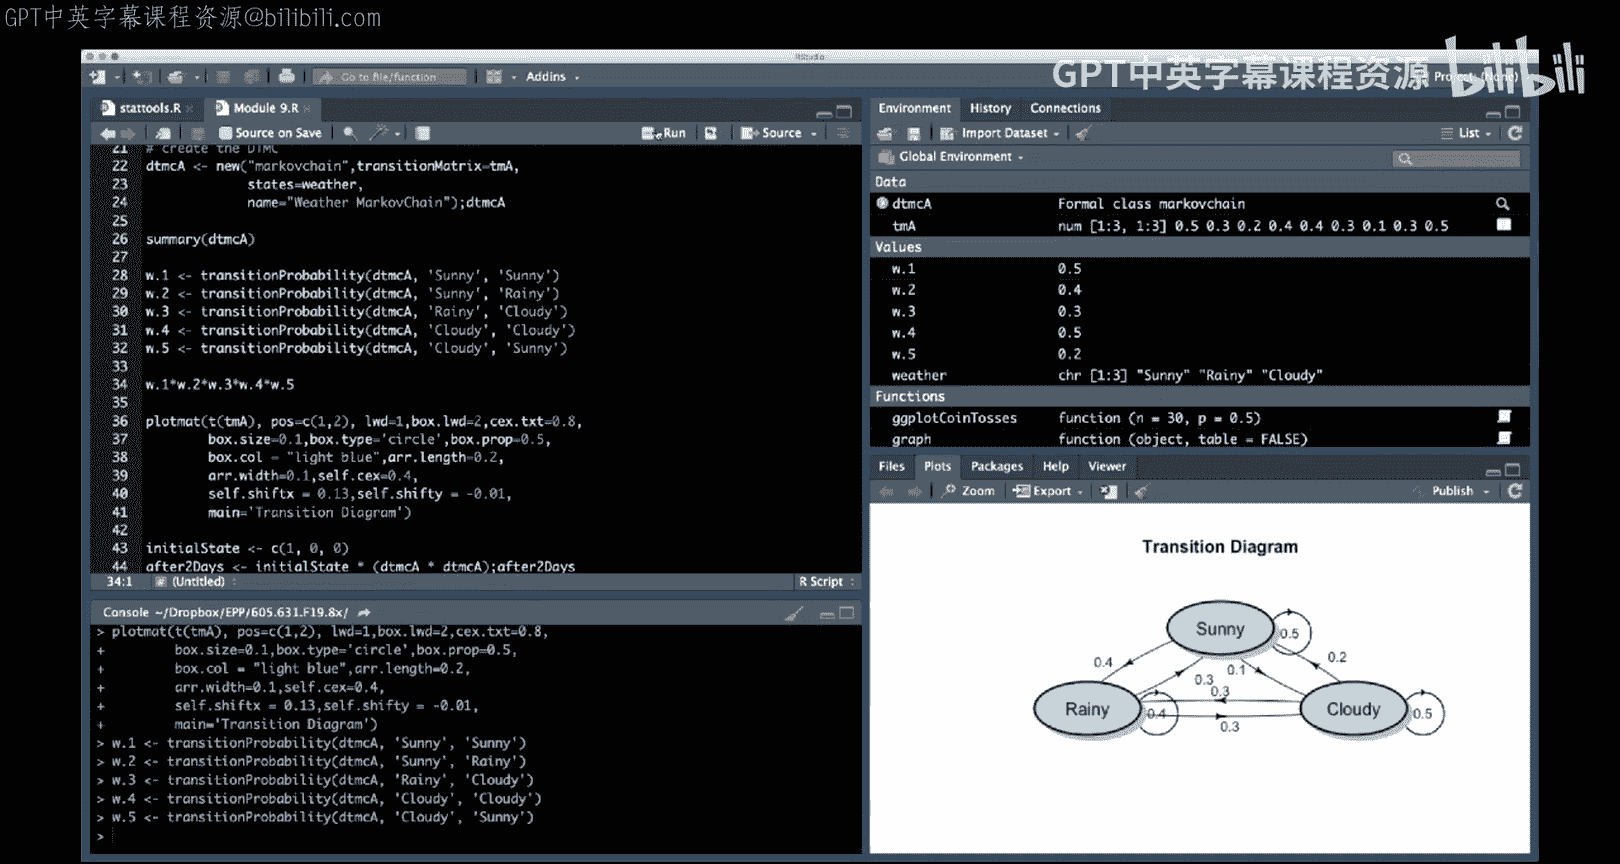 GPT中英字幕课程资源@bilibili.com
RStudio
Go to file/function
Addins
GPT中英字幕课程资源 bilibili
Project: (None)
stattools.R
Module 9.R
Source on Save
Run
Source
21 # create the DTMC
22 dtmcA <- new("markovchain",transitionMatrix=tmA,
23 states=weather,
24 name="Weather MarkovChain");dtmcA
25
26 summary(dtmcA)
27
28 w.1 <- transitionProbability(dtmcA, 'Sunny', 'Sunny')
29 w.2 <- transitionProbability(dtmcA, 'Sunny', 'Rainy')
30 w.3 <- transitionProbability(dtmcA, 'Rainy', 'Cloudy')
31 w.4 <- transitionProbability(dtmcA, 'Cloudy', 'Cloudy')
32 w.5 <- transitionProbability(dtmcA, 'Cloudy', 'Sunny')
33
34 w.1*w.2*w.3*w.4*w.5
35
36 plotmat(t(tmA), pos=c(1,2), lwd=1,box.lwd=2,cex.txt=0.8,
37 box.size=0.1,box.type='circle',box.prop=0.5,
38 box.col = "light blue",arr.length=0.2,
39 arr.width=0.1,self.cex=0.4,
40 self.shiftx = 0.13,self.shifty = -0.01,
41 main='Transition Diagram')
42
43 initialState <- c(1, 0, 0)
44 after2Days <- initialState * (dtmcA * dtmcA);after2Days
34:1 (Untitled) R Script
Console ~/Dropbox/EPP/605.631.F19.8x/
> plotmat(t(tmA), pos=c(1,2), lwd=1,box.lwd=2,cex.txt=0.8,
+ box.size=0.1,box.type='circle',box.prop=0.5,
+ box.col = "light blue",arr.length=0.2,
+ arr.width=0.1,self.cex=0.4,
+ self.shiftx = 0.13,self.shifty = -0.01,
+ main='Transition Diagram')
> w.1 <- transitionProbability(dtmcA, 'Sunny', 'Sunny')
> w.2 <- transitionProbability(dtmcA, 'Sunny', 'Rainy')
> w.3 <- transitionProbability(dtmcA, 'Rainy', 'Cloudy')
> w.4 <- transitionProbability(dtmcA, 'Cloudy', 'Cloudy')
> w.5 <- transitionProbability(dtmcA, 'Cloudy', 'Sunny')
>
Environment History Connections
Import Dataset List
Global Environment
Data
dtmcA Formal class markovchain
tmA num [1:3, 1:3] 0.5 0.3 0.2 0.4 0.4 0.3 0.1 0.3 0.5
Values
w.1 0.5
w.2 0.4
w.3 0.3
w.4 0.5
w.5 0.2
weather chr [1:3] "Sunny" "Rainy" "Cloudy"
Functions
ggplotCoinTosses function (n = 30, p = 0.5)
graph function (object, table = FALSE)
Files Plots Packages Help Viewer
Zoom Export Publish
Transition Diagram
Sunny 0.5
0.4 0.3 0.1 0.2
0.3
Rainy 0.4 Cloudy 0.5
0.3